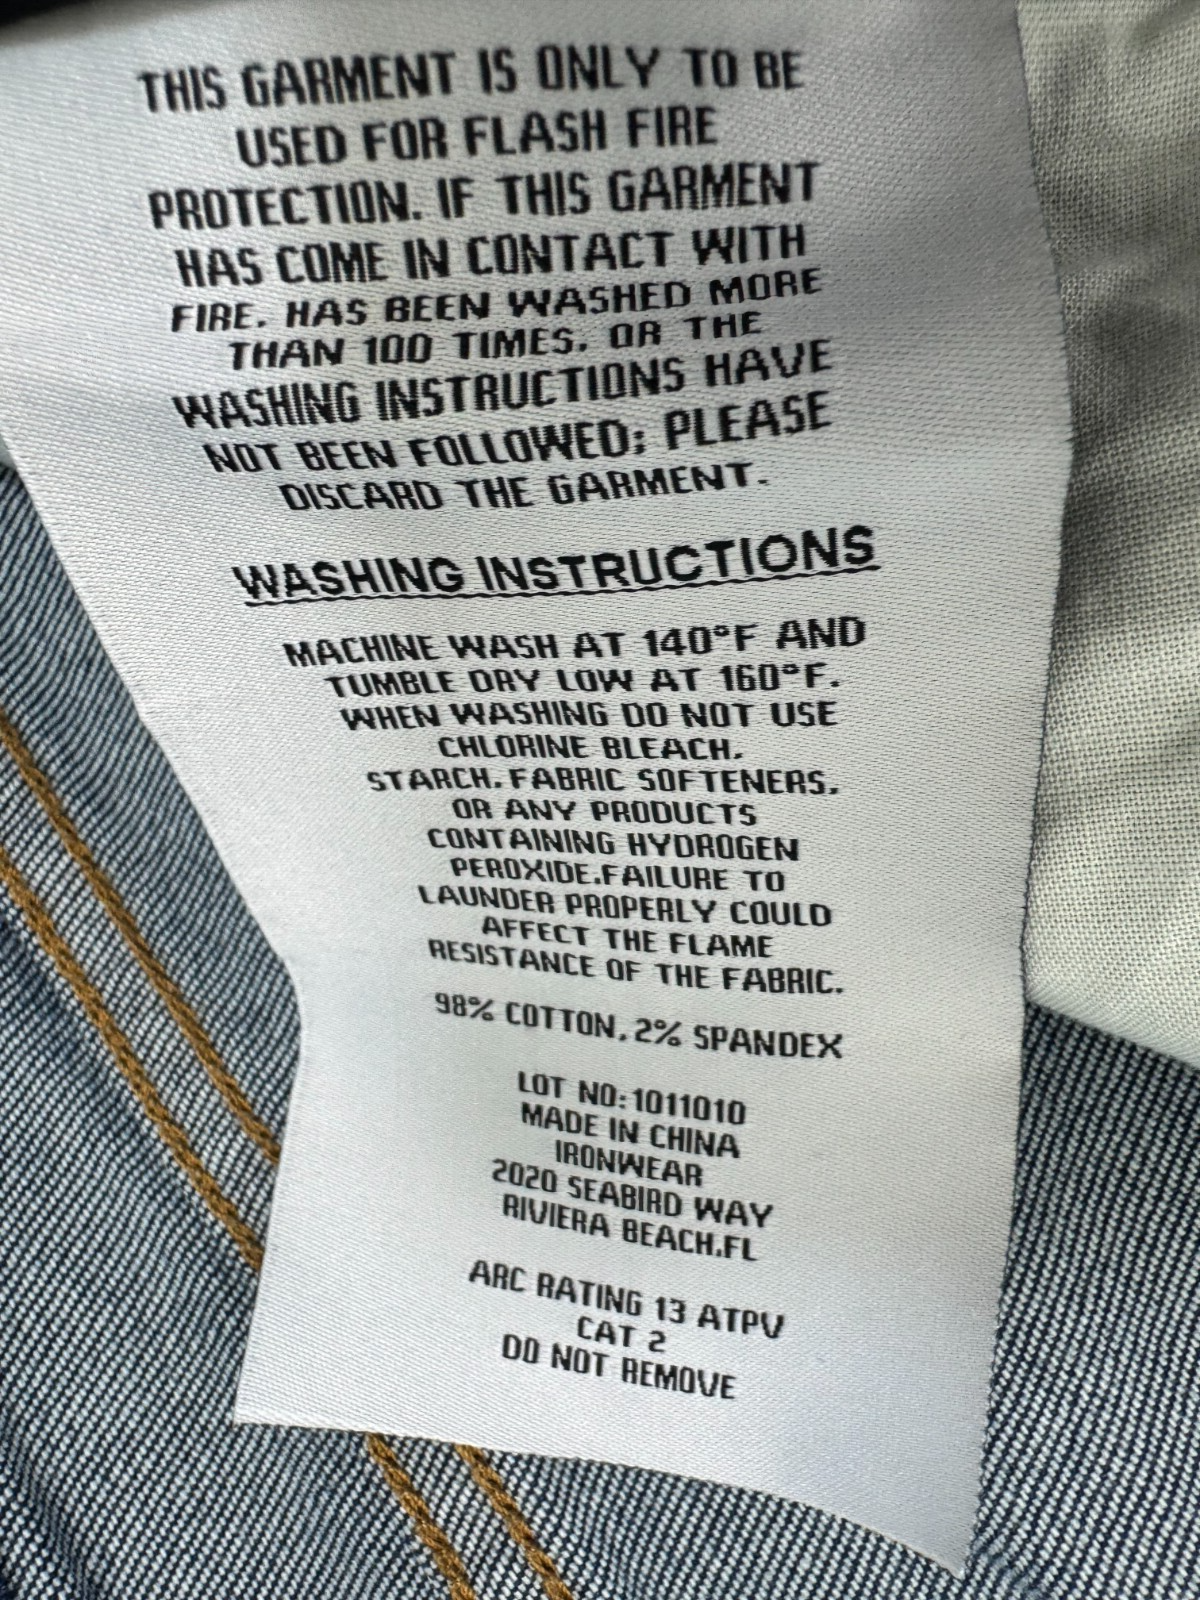 THIS GARMENT IS ONLY TO BE
USED FOR FLASH FIRE
PROTECTION. IF THIS GARMENT
HAS COME IN CONTACT WITH
FIRE. HAS BEEN WASHED MORE
THAN 100 TIMES. OR THE
WASHING INSTRUCTIONS HAVE
NOT BEEN FOLLOWED; PLEASE
DISCARD THE GARMENT.
WASHING INSTRUCTIONS
MACHINE WASH AT 140°F AND
TUMBLE DRY LOW AT 160°F.
WHEN WASHING DO NOT USE
CHLORINE BLEACH.
STARCH. FABRIC SOFTENERS.
OR ANY PRODUCTS
CONTAINING HYDROGEN
PEROXIDE.FAILURE TO
LAUNDER PROPERLY COULD
AFFECT THE FLAME
RESISTANCE OF THE FABRIC.
98% COTTON. 2% SPANDEX
LOT NO:1011010
MADE IN CHINA
IRONWEAR
2020 SEABIRD WAY
RIVIERA BEACH.FL
ARC RATING 13 ATPV
CAT 2
DO NOT REMOVE